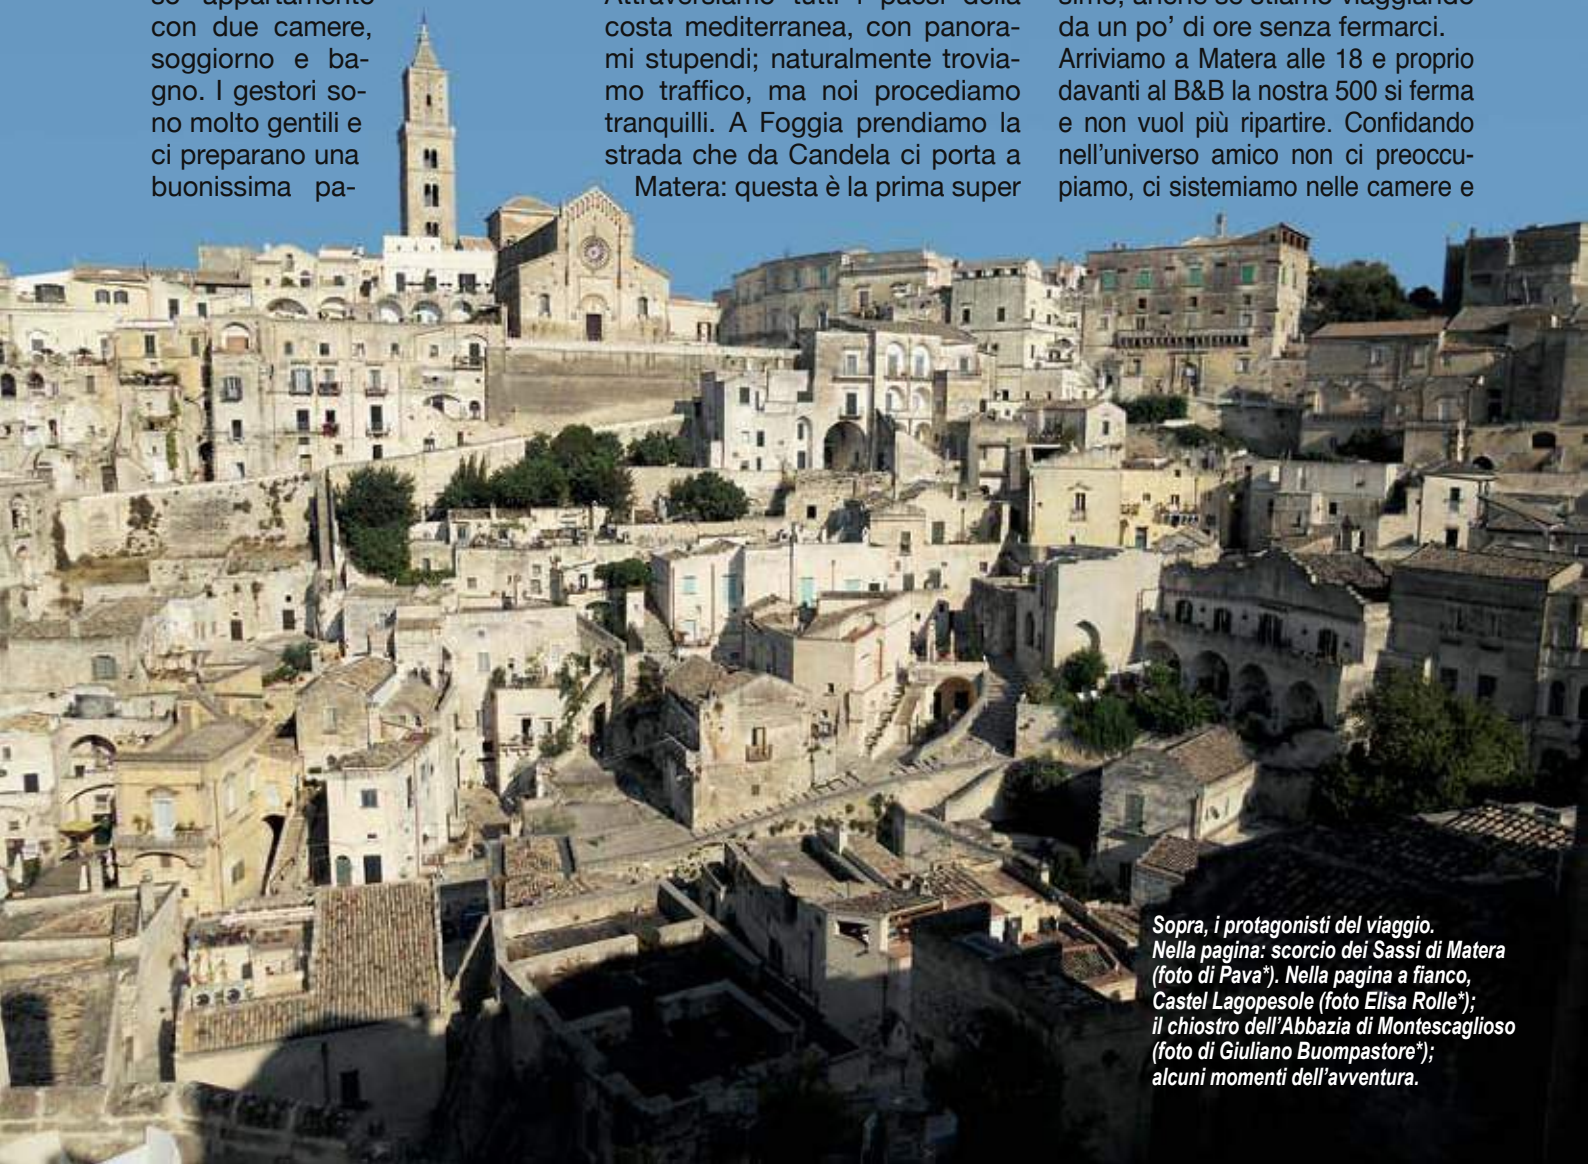 con due camere,
soggiorno e ba-
gno. I gestori so-
no molto gentili e
ci preparano una
buonissima pa-
costa mediterranea, con panora-
mi stupendi; naturalmente trovia-
mo traffico, ma noi procediamo
tranquilli. A Foggia prendiamo la
strada che da Candela ci porta a
Matera: questa è la prima super
da un po’ di ore senza fermarci.
Arriviamo a Matera alle 18 e proprio
davanti al B&B la nostra 500 si ferma
e non vuol più ripartire. Confidando
nell’universo amico non ci preoccu-
piamo, ci sistemiamo nelle camere e
Sopra, i protagonisti del viaggio.
Nella pagina: scorcio dei Sassi di Matera
(foto di Pava*). Nella pagina a fianco,
Castel Lagopesole (foto Elisa Rolle*);
il chiostro dell’Abbazia di Montescaglioso
(foto di Giuliano Buompastore*);
alcuni momenti dell’avventura.